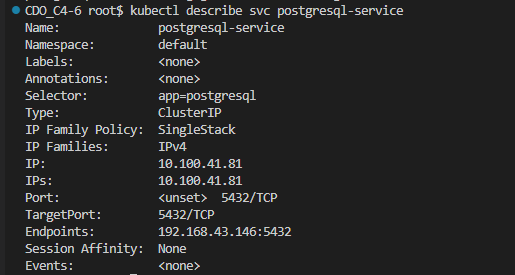 CDO_C4-6 root$ kubectl describe svc postgresql-service
Name:              postgresql-service
Namespace:         default
Labels:            <none>
Annotations:       <none>
Selector:          app=postgresql
Type:              ClusterIP
IP Family Policy:  SingleStack
IP Families:       IPv4
IP:                10.100.41.81
IPs:               10.100.41.81
Port:              <unset>  5432/TCP
TargetPort:        5432/TCP
Endpoints:         192.168.43.146:5432
Session Affinity:  None
Events:            <none>